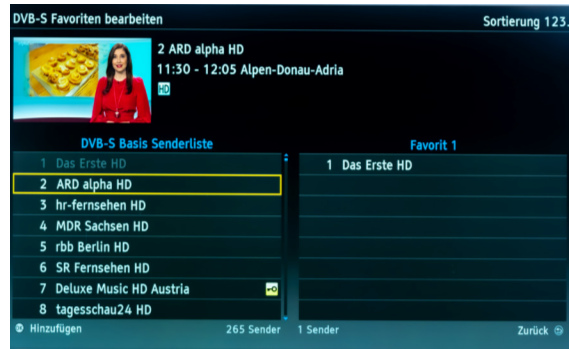 DVB-S Favoriten bearbeiten
Sortierung 123.
2 ARD alpha HD
11:30 - 12:05 Alpen-Donau-Adria
HD
DVB-S Basis Senderliste
1 Das Erste HD
2 ARD alpha HD
3 hr-fernsehen HD
4 MDR Sachsen HD
5 rbb Berlin HD
6 SR Fernsehen HD
7 Deluxe Music HD Austria
8 tagesschau24 HD
Hinzufügen
265 Sender
Favorit 1
1 Das Erste HD
1 Sender
Zurück